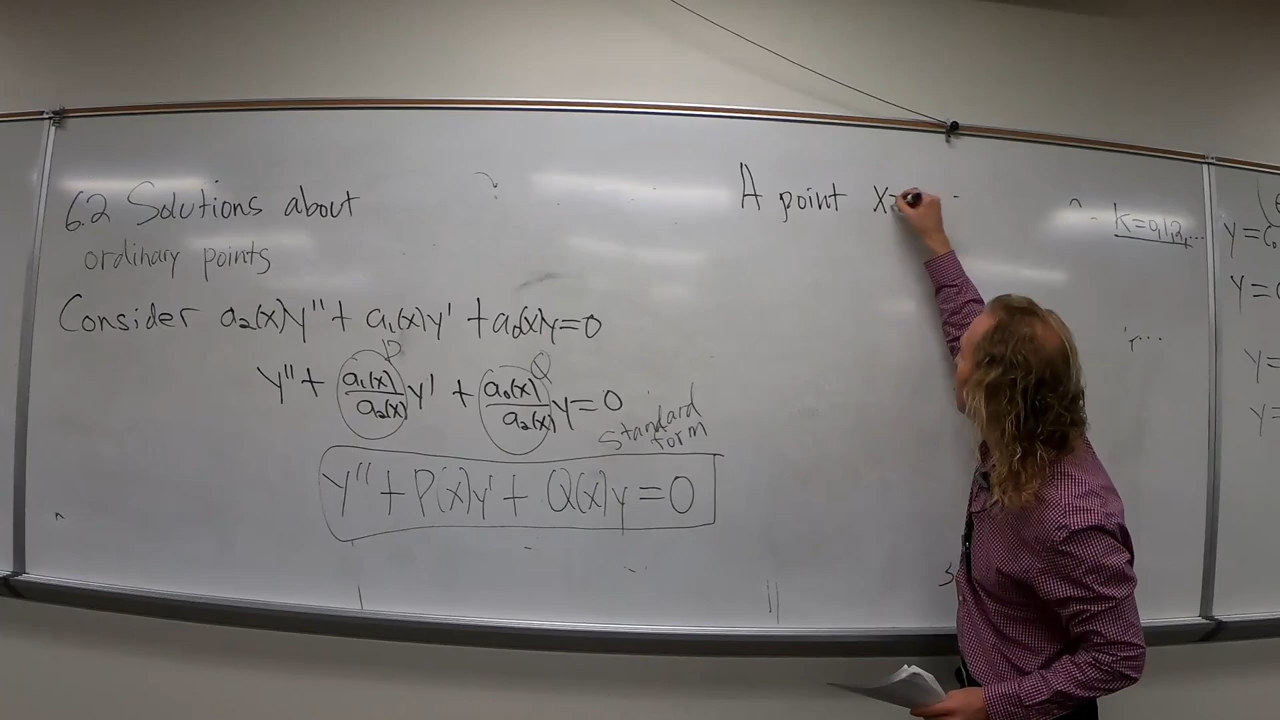 6.2 Solutions about
ordinary points
Consider a₂(x)y'' + a₁(x)y' + a₀(x)y=0
P Q
y'' + a₁(x)/a₂(x) y' + a₀(x)/a₂(x) y=0
standard
form
y'' + P(x)y' + Q(x)y = 0
A point x=
k=0,1,2,...
y=C₀
y=
y=
y=